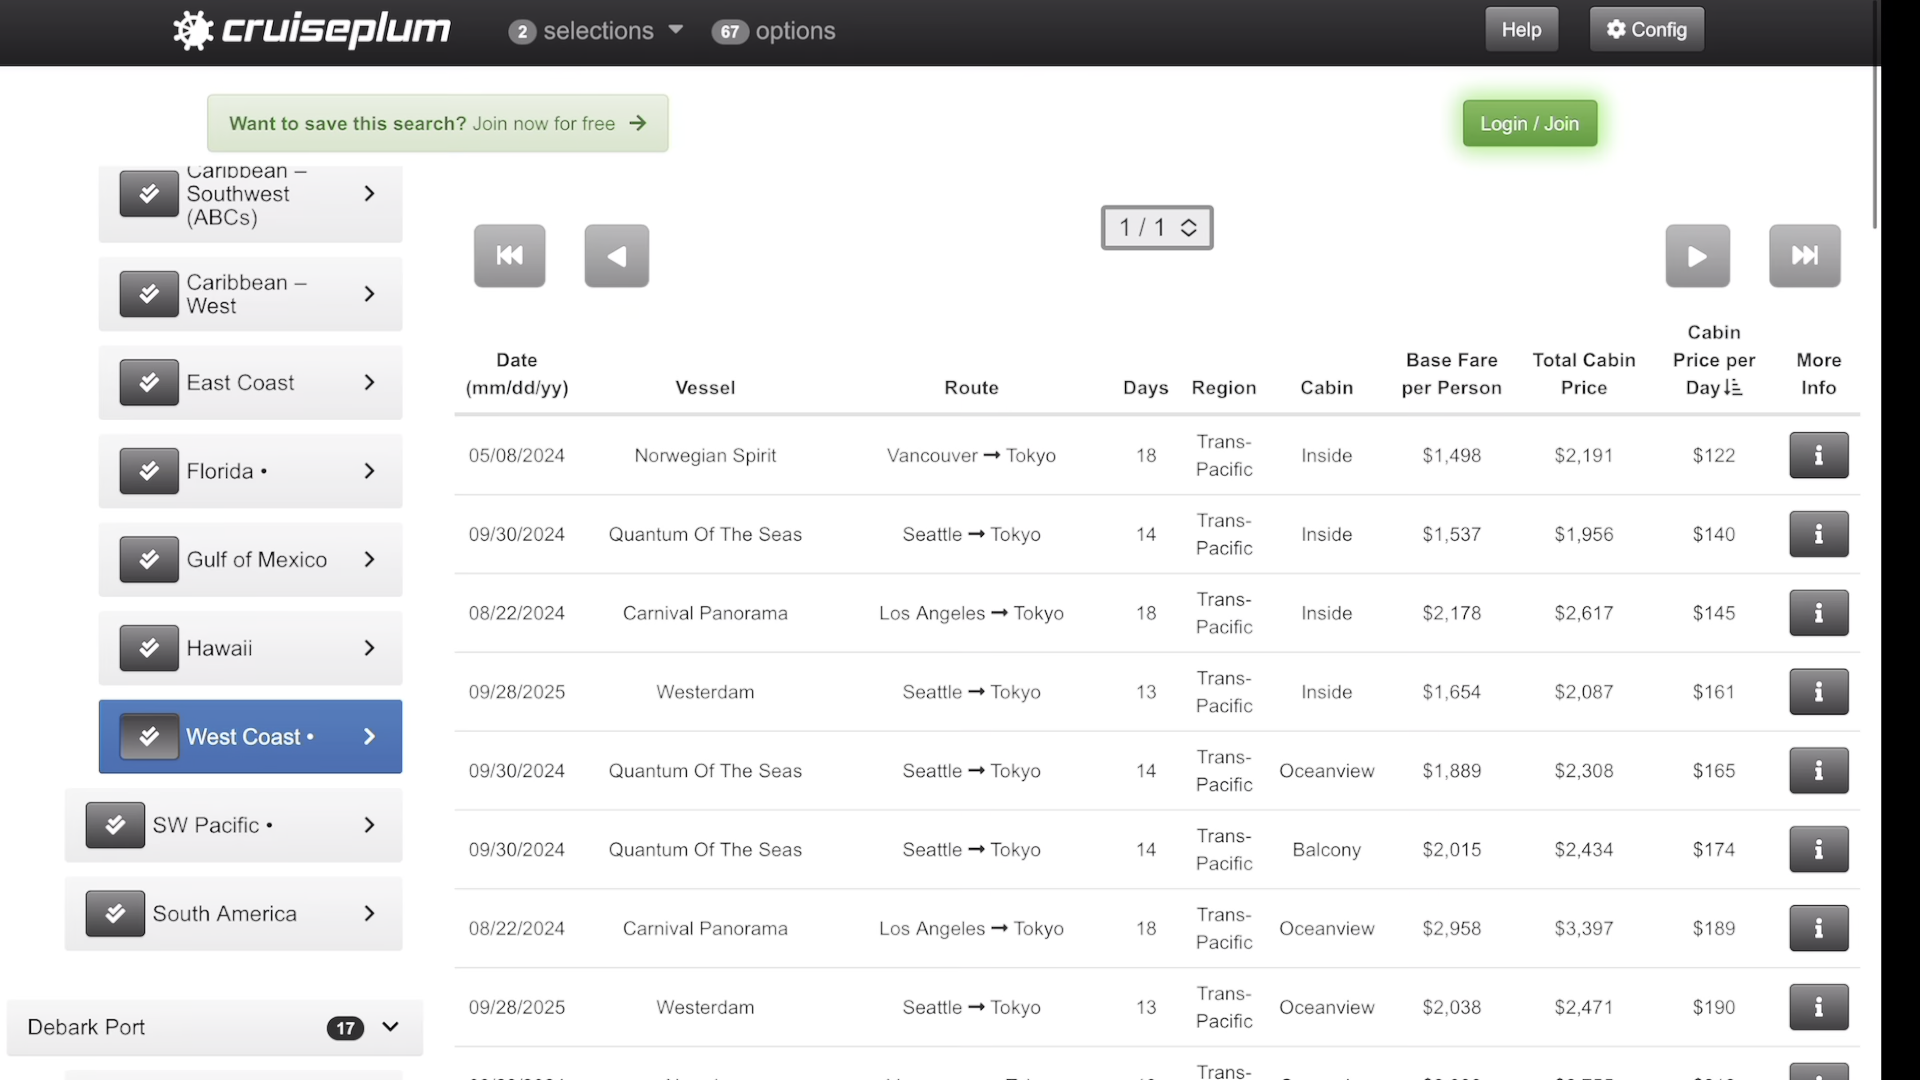 cruiseplum
2 selections
67 options
Help
Config
Want to save this search? Join now for free →
Login / Join
Caribbean –
Southwest
(ABCs)
Caribbean –
West
East Coast
Florida •
Gulf of Mexico
Hawaii
West Coast •
SW Pacific •
South America
Debark Port 17
1 / 1
Date
(mm/dd/yy)
Vessel
Route
Days
Region
Cabin
Base Fare
per Person
Total Cabin
Price
Cabin
Price per
Day
More
Info
05/08/2024 Norwegian Spirit Vancouver → Tokyo 18 Trans-
Pacific Inside $1,498 $2,191 $122
09/30/2024 Quantum Of The Seas Seattle → Tokyo 14 Trans-
Pacific Inside $1,537 $1,956 $140
08/22/2024 Carnival Panorama Los Angeles → Tokyo 18 Trans-
Pacific Inside $2,178 $2,617 $145
09/28/2025 Westerdam Seattle → Tokyo 13 Trans-
Pacific Inside $1,654 $2,087 $161
09/30/2024 Quantum Of The Seas Seattle → Tokyo 14 Trans-
Pacific Oceanview $1,889 $2,308 $165
09/30/2024 Quantum Of The Seas Seattle → Tokyo 14 Trans-
Pacific Balcony $2,015 $2,434 $174
08/22/2024 Carnival Panorama Los Angeles → Tokyo 18 Trans-
Pacific Oceanview $2,958 $3,397 $189
09/28/2025 Westerdam Seattle → Tokyo 13 Trans-
Pacific Oceanview $2,038 $2,471 $190
Trans-